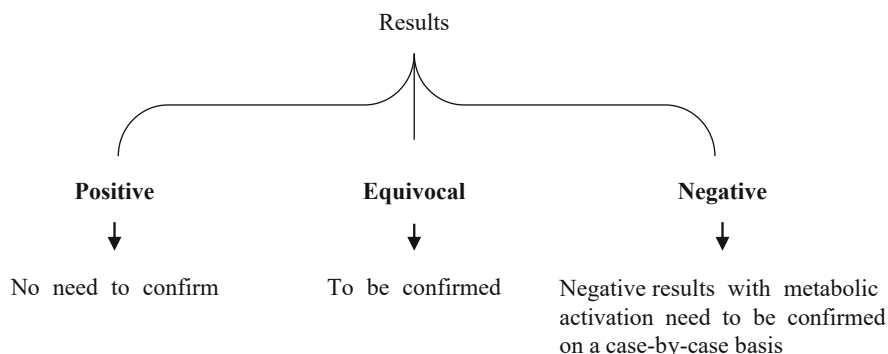 Results
Positive
Equivocal
Negative
No need to confirm
To be confirmed
Negative results with metabolic
activation need to be confirmed
on a case-by-case basis